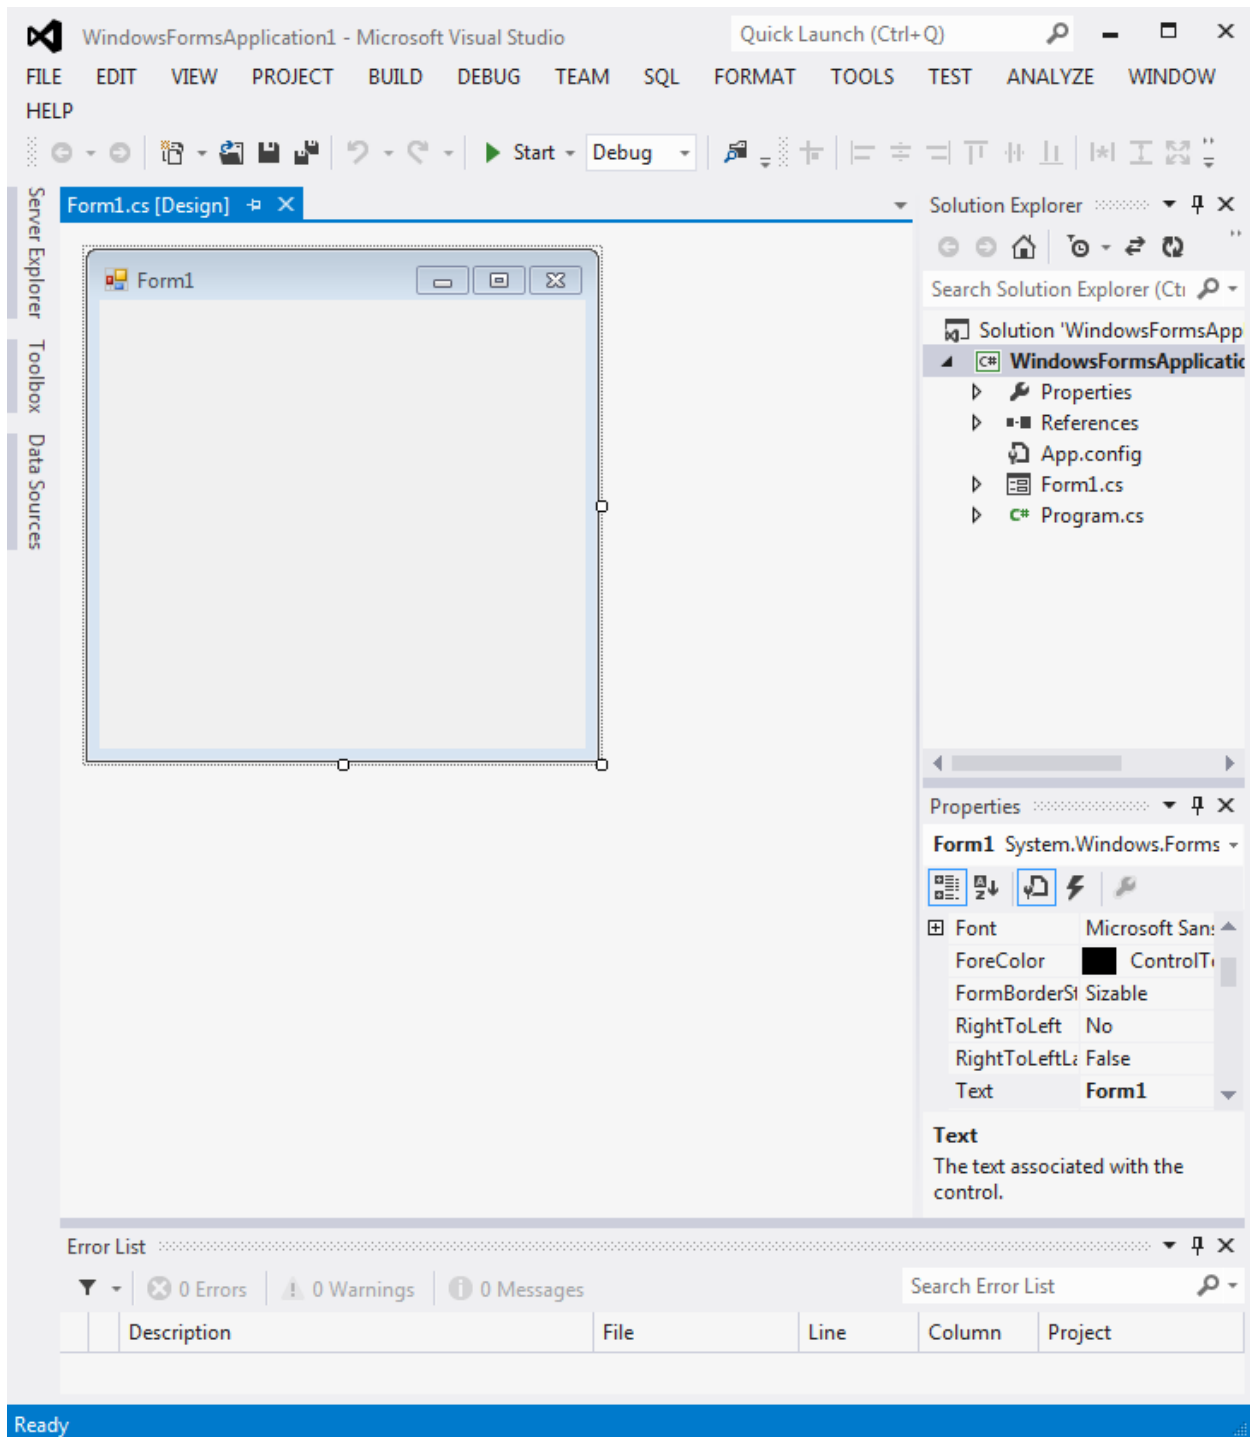 WindowsFormsApplication1 - Microsoft Visual Studio
Quick Launch (Ctrl+Q)
FILE EDIT VIEW PROJECT BUILD DEBUG TEAM SQL FORMAT TOOLS TEST ANALYZE WINDOW
HELP
Start Debug
Server Explorer
Toolbox
Data Sources
Form1.cs [Design]
Form1
Solution Explorer
Search Solution Explorer (Ctr
Solution 'WindowsFormsApp
C# WindowsFormsApplicatio
Properties
References
App.config
Form1.cs
C# Program.cs
Properties
Form1 System.Windows.Forms
Font Microsoft Sans
ForeColor ControlTe
FormBorderSt Sizable
RightToLeft No
RightToLeftLa False
Text Form1
Text
The text associated with the
control.
Error List
0 Errors 0 Warnings 0 Messages
Search Error List
Description File Line Column Project
Ready